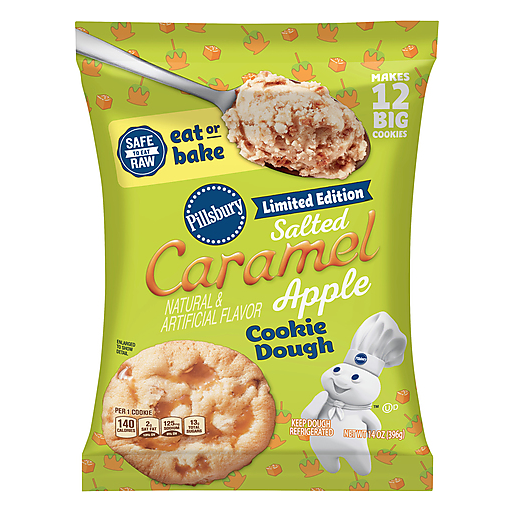 MAKES
12
BIG
COOKIES
SAFE
TO EAT
RAW
eat or
bake
Pillsbury
Limited Edition
Salted
Caramel
Apple
NATURAL &
ARTIFICIAL FLAVOR
Cookie
Dough
ENLARGED
TO SHOW
DETAIL
Pillsbury
PER 1 COOKIE
140
CALORIES
2g
SAT FAT
125mg
SODIUM
13g
TOTAL
SUGARS
KEEP DOUGH
REFRIGERATED
NET WT 14 OZ (396g)
TM
U D